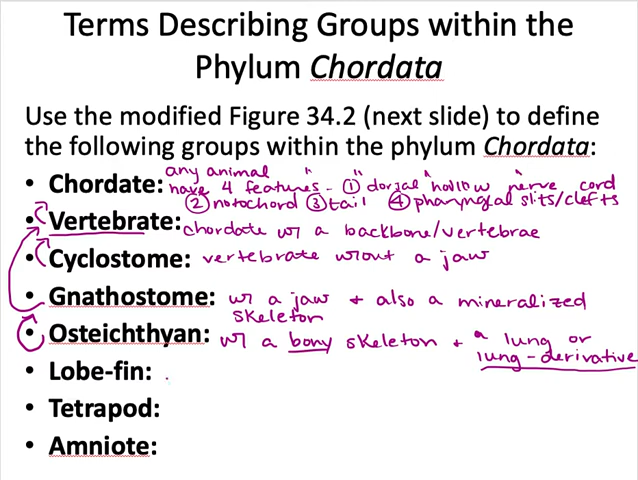 Terms Describing Groups within the
Phylum Chordata
Use the modified Figure 34.2 (next slide) to define
the following groups within the phylum Chordata:
• Chordate: any animal " " " "
have 4 features - ① dorsal hollow nerve cord
② notochord ③ tail ④ pharyngeal slits/clefts
• Vertebrate: chordate w/ a backbone/vertebrae
• Cyclostome: vertebrate w/out a jaw
• Gnathostome: w/ a jaw + also a mineralized
skeleton
• Osteichthyan: w/ a bony skeleton + a lung or
lung-derivative
• Lobe-fin:
• Tetrapod:
• Amniote: